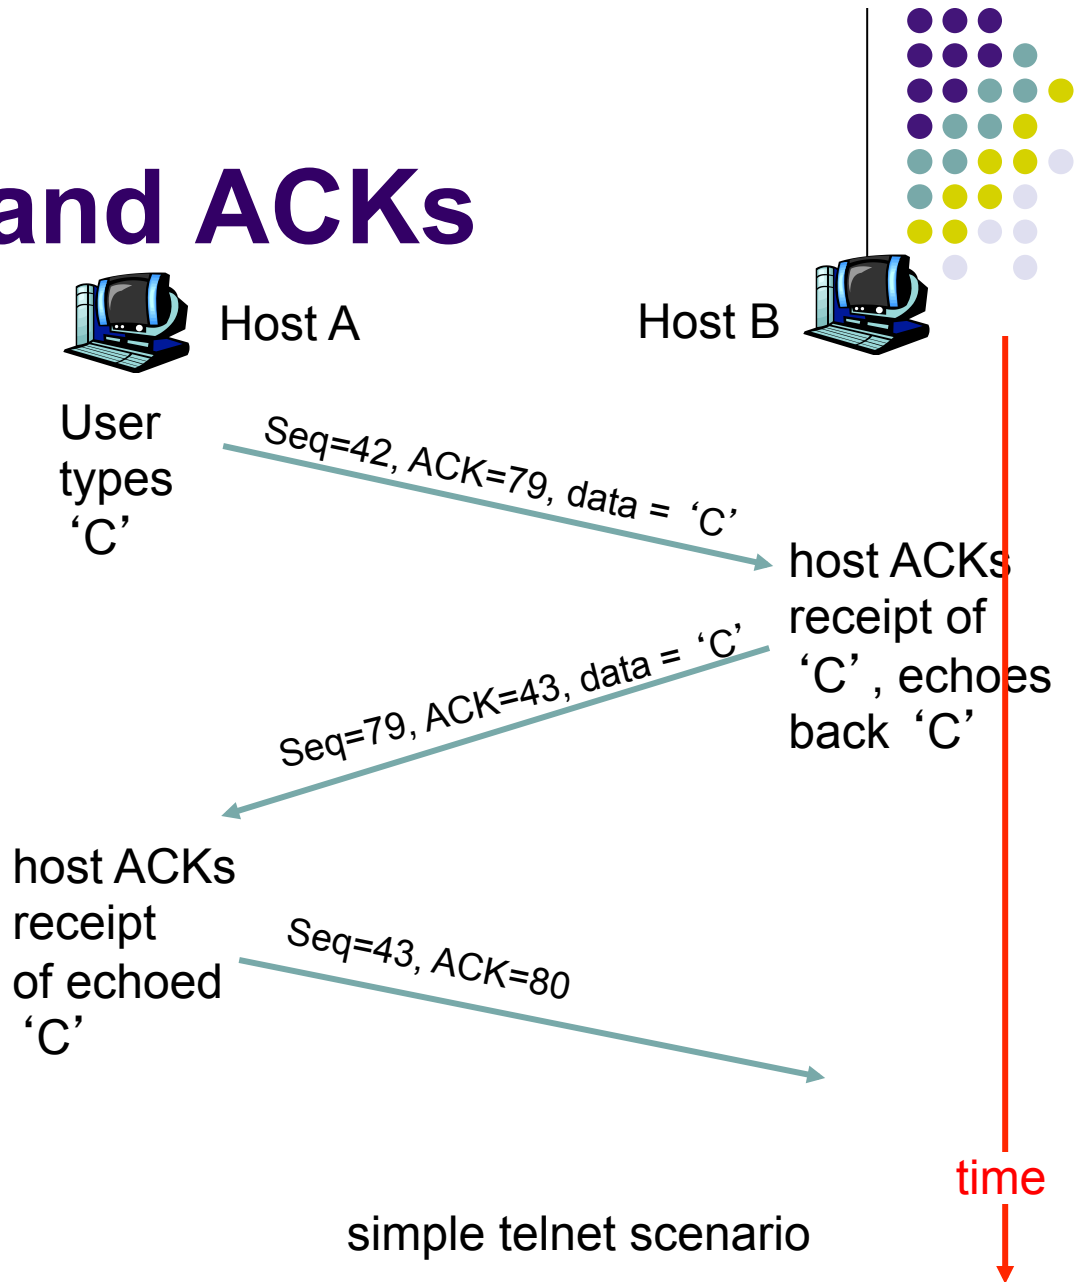 and ACKs
Host A
Host B
User
types
‘C’
Seq=42, ACK=79, data = ‘C’
host ACKs
receipt of
‘C’, echoes
back ‘C’
Seq=79, ACK=43, data = ‘C’
host ACKs
receipt
of echoed
‘C’
Seq=43, ACK=80
time
simple telnet scenario